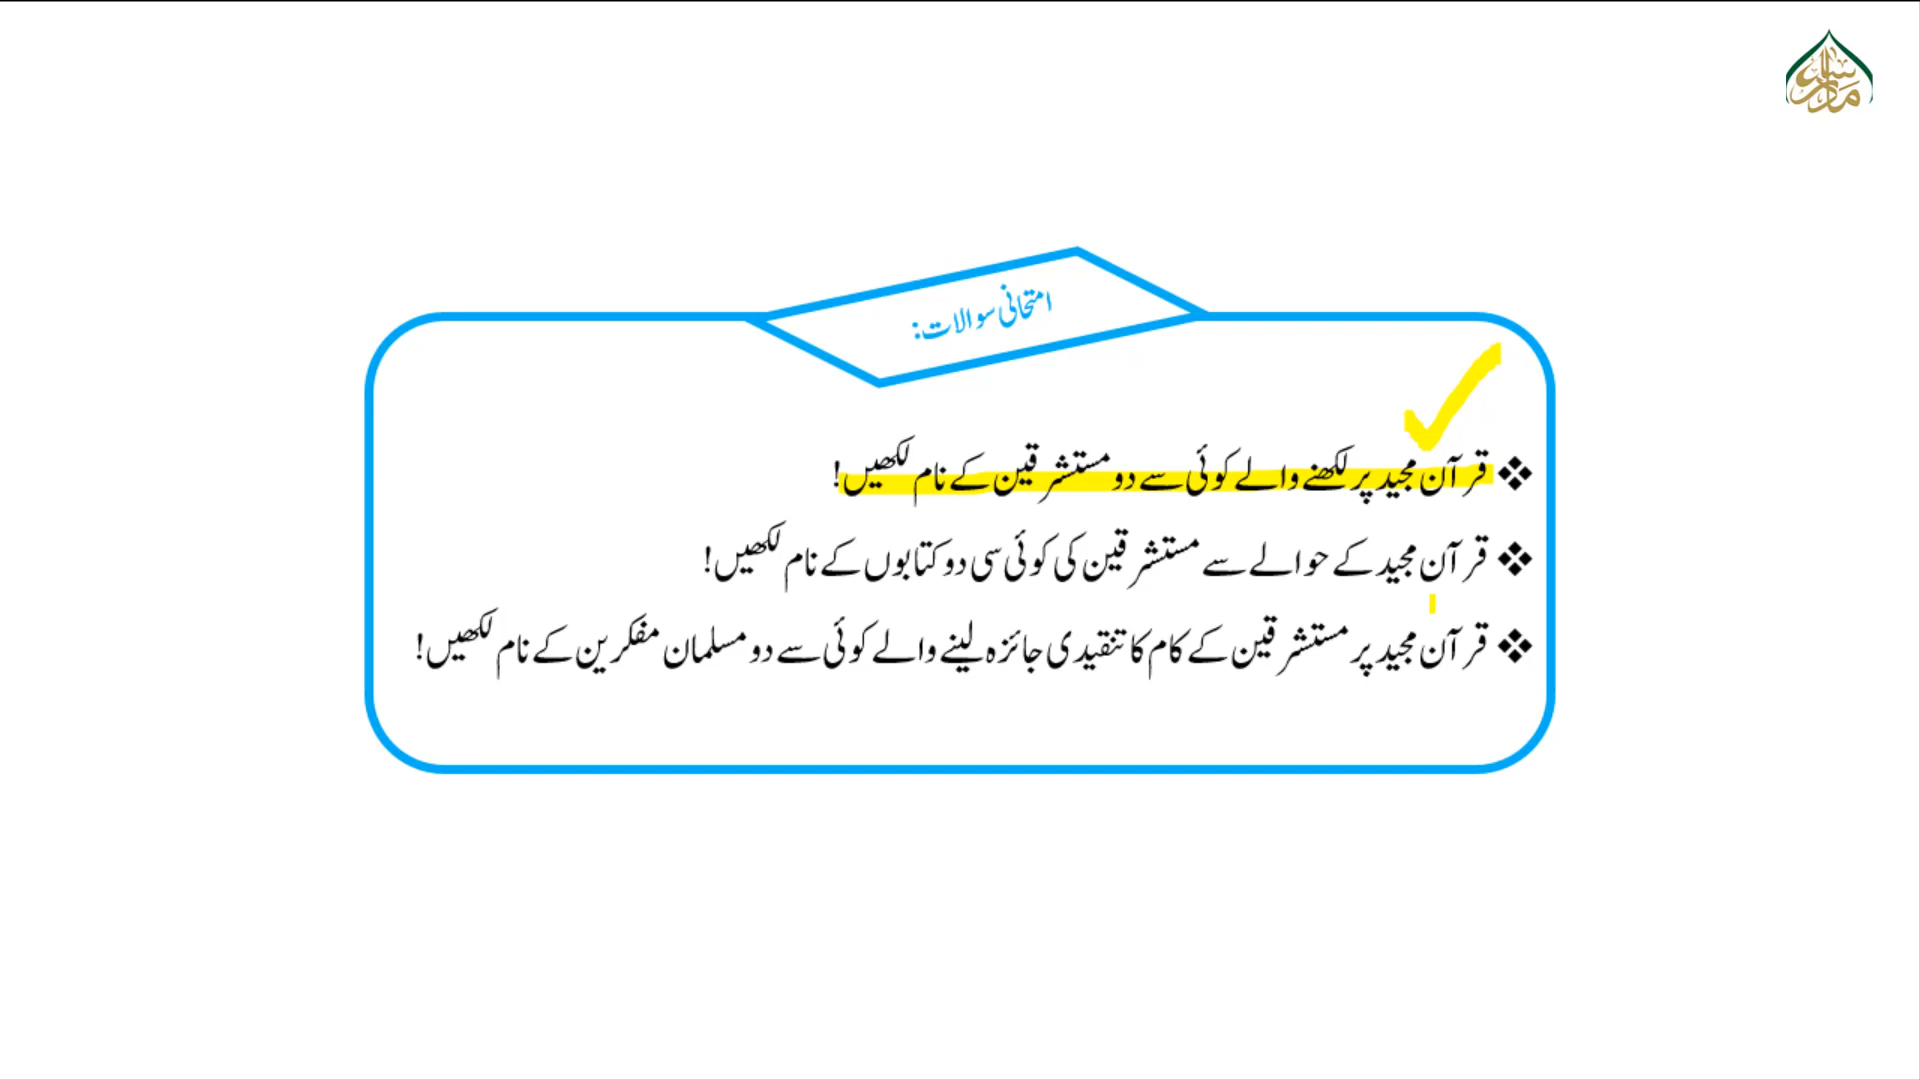 امتحانی سوالات:
❖ قرآن مجید پر لکھنے والے کوئی سے دو مستشرقین کے نام لکھیں!
❖ قرآن مجید کے حوالے سے مستشرقین کی کوئی سی دو کتابوں کے نام لکھیں!
❖ قرآن مجید پر مستشرقین کے کام کا تنقیدی جائزہ لینے والے کوئی سے دو مسلمان مفکرین کے نام لکھیں!